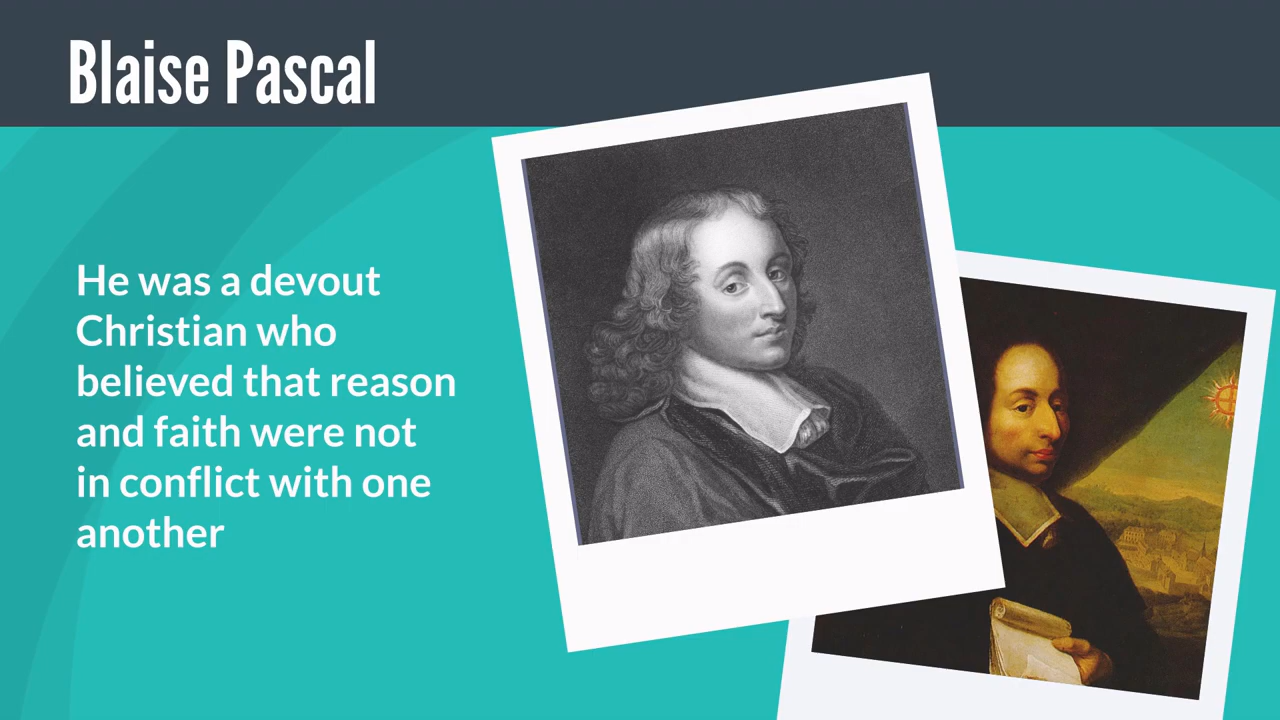 Blaise Pascal
He was a devout
Christian who
believed that reason
and faith were not
in conflict with one
another